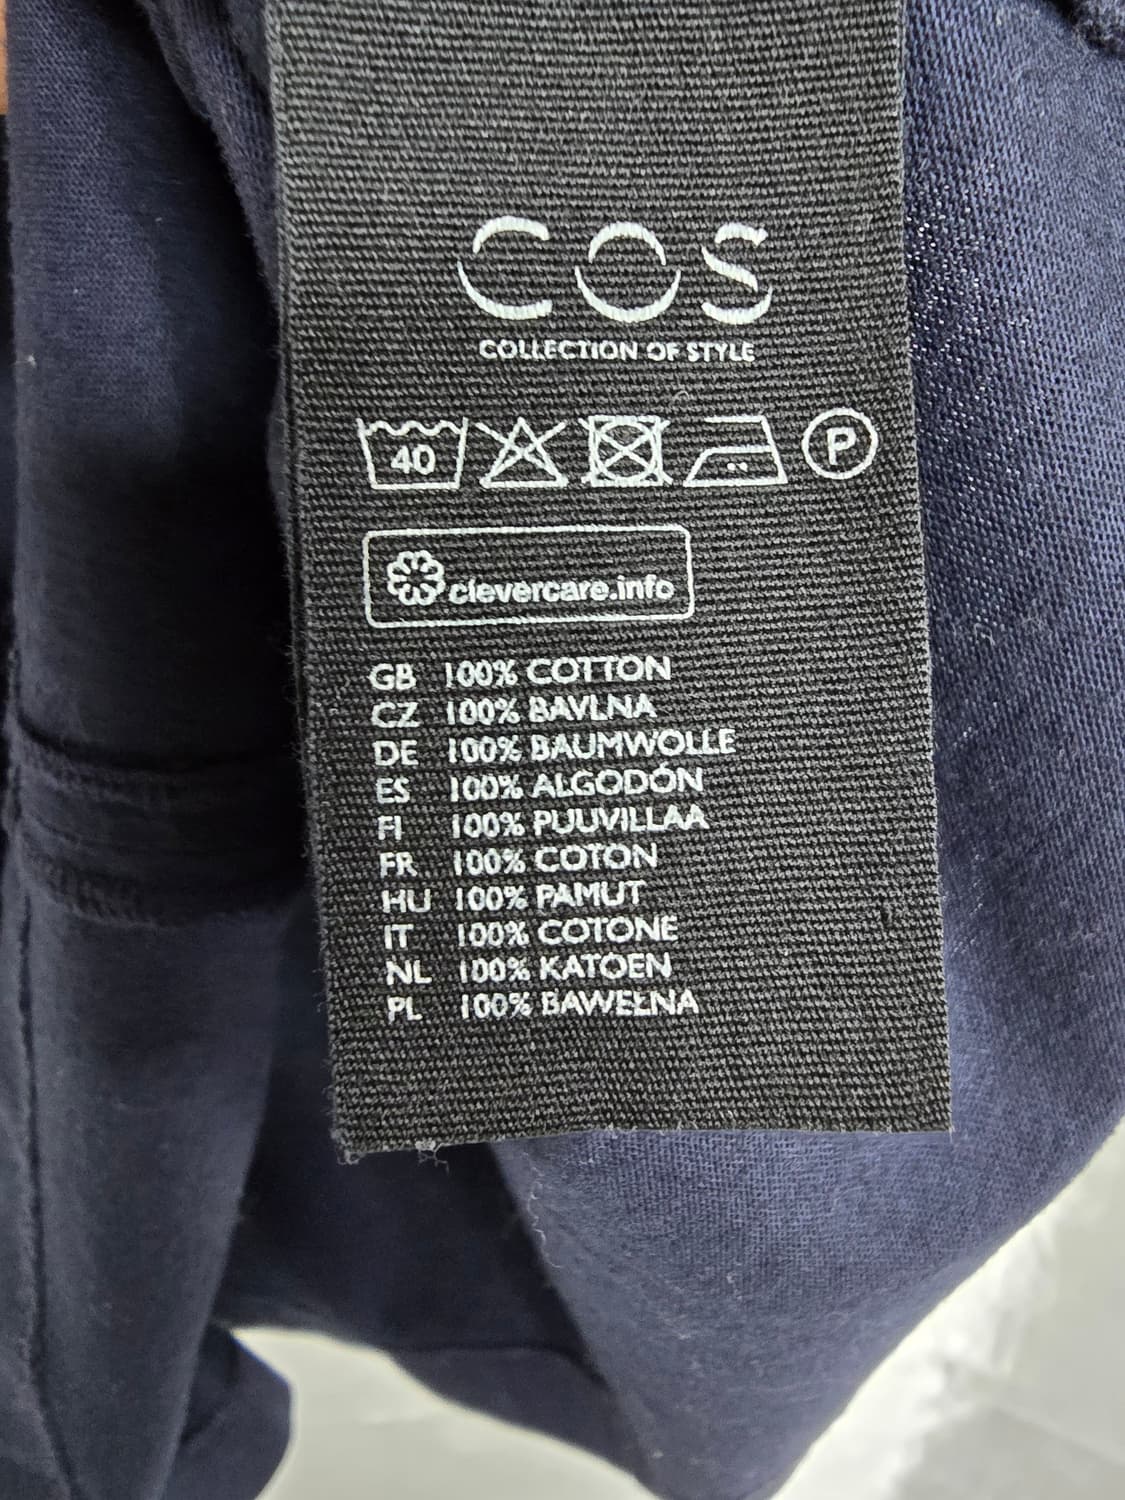 COS
COLLECTION OF STYLE
40 P
clevercare.info
GB 100% COTTON
CZ 100% BAVLNA
DE 100% BAUMWOLLE
ES 100% ALGODÓN
FI 100% PUUVILLAA
FR 100% COTON
HU 100% PAMUT
IT 100% COTONE
NL 100% KATOEN
PL 100% BAWEŁNA